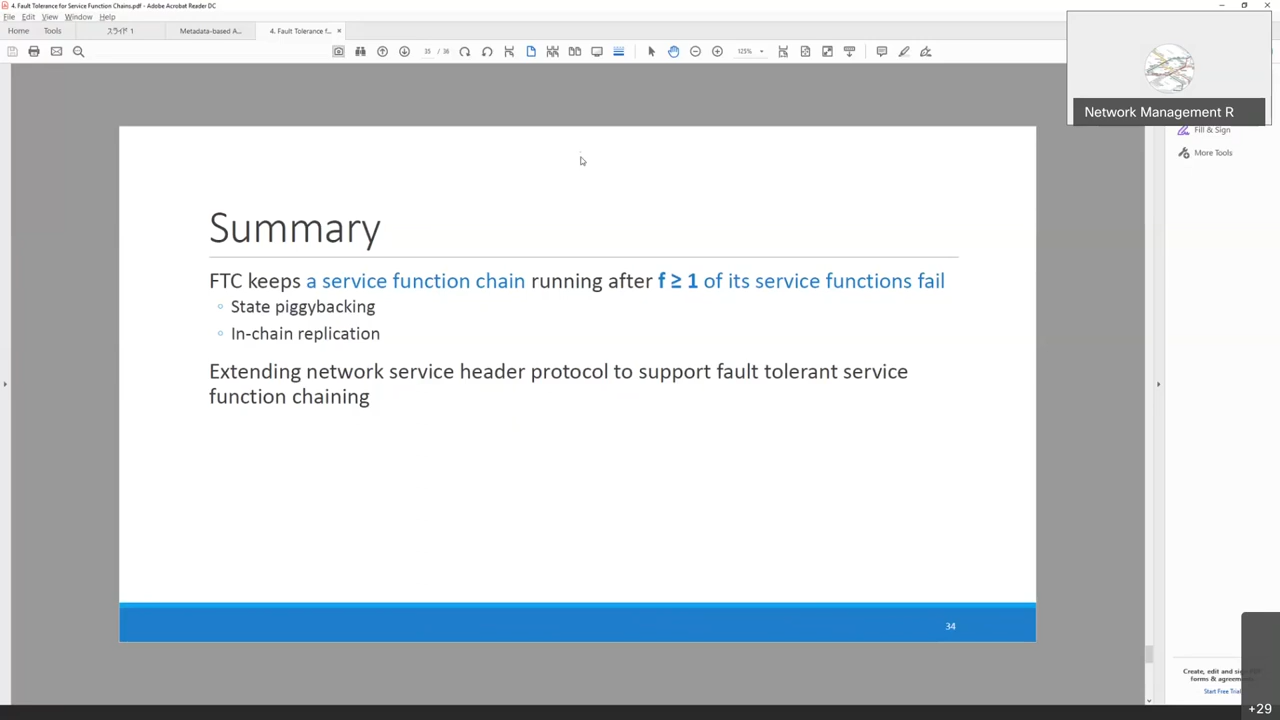 4. Fault Tolerance for Service Function Chains.pdf - Adobe Acrobat Reader DC
File Edit View Window Help
Home Tools スライド 1 Metadata-based A... 4. Fault Tolerance f... ×
35 / 36 125%
Network Management R
Fill & Sign
More Tools
Summary
FTC keeps a service function chain running after f ≥ 1 of its service functions fail
State piggybacking
In-chain replication
Extending network service header protocol to support fault tolerant service
function chaining
34
Create, edit and sign PDF
forms & agreements
Start Free Trial
+29